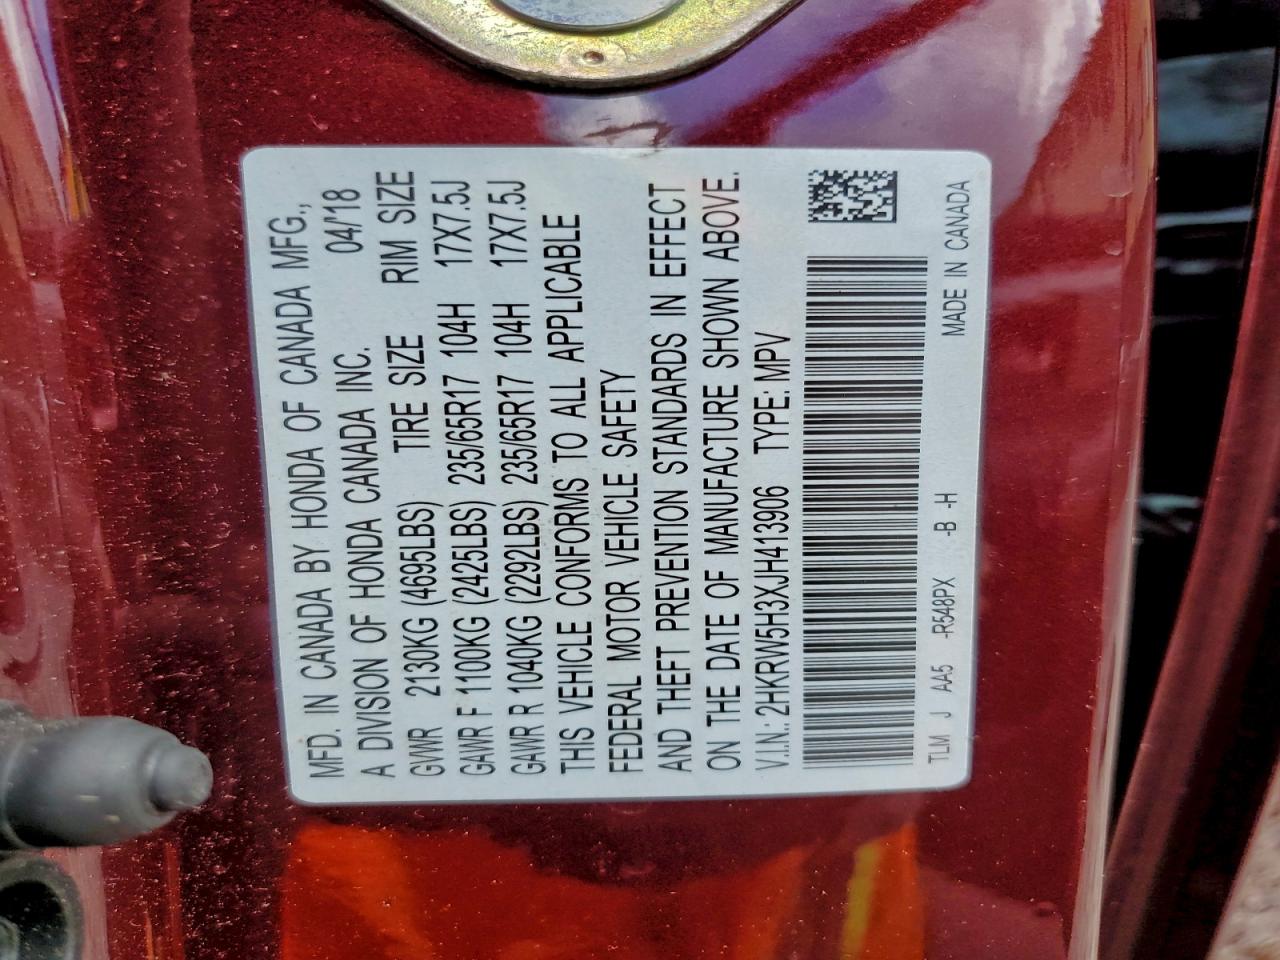 MFD. IN CANADA BY HONDA OF CANADA MFG.,
A DIVISION OF HONDA CANADA INC. 04/18
GVWR 2130KG (4695LBS) TIRE SIZE RIM SIZE
GAWR F 1100KG (2425LBS) 235/65R17 104H 17X7.5J
GAWR R 1040KG (2292LBS) 235/65R17 104H 17X7.5J
THIS VEHICLE CONFORMS TO ALL APPLICABLE
FEDERAL MOTOR VEHICLE SAFETY
AND THEFT PREVENTION STANDARDS IN EFFECT
ON THE DATE OF MANUFACTURE SHOWN ABOVE.
V.I.N.: 2HKRW5H3XJH413906 TYPE: MPV
TLM J AA5 -R548PX -B -H MADE IN CANADA